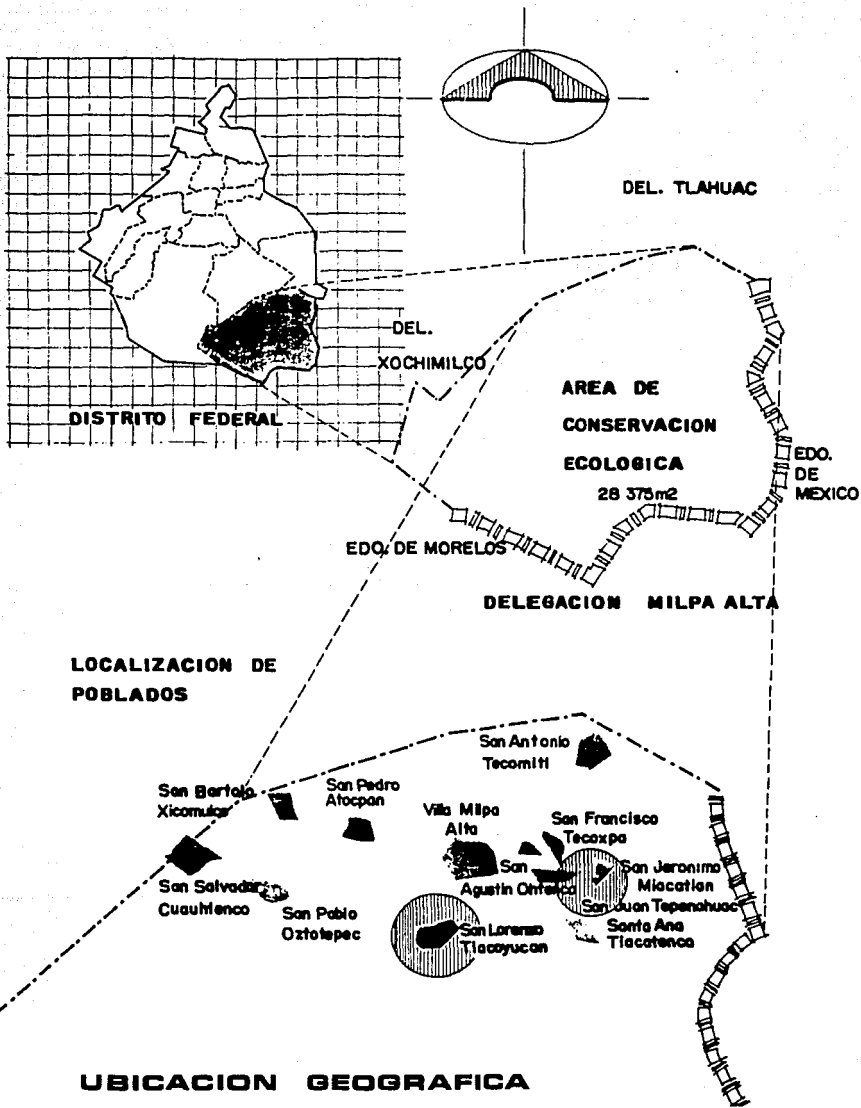 DEL. TLAHUAC
DEL.
XOCHIMILCO
DISTRITO FEDERAL
AREA DE
CONSERVACION
ECOLOGICA
28 375m2
EDO.
DE
MEXICO
EDO. DE MORELOS
DELEGACION MILPA ALTA
LOCALIZACION DE
POBLADOS
San Antonio
Tecomitl
San Bartolo
Xicomulco
San Pedro
Atocpan
Villa Milpa
Alta
San Francisco
Tecoxpa
San
Agustin Ohtenco
San Jeronimo
Miacatlan
San Salvador
Cuauhtenco
San Pablo
Oztotepec
San Juan Tepenahuac
San Lorenzo
Tlacoyucan
Santa Ana
Tlacotenco
UBICACION GEOGRAFICA